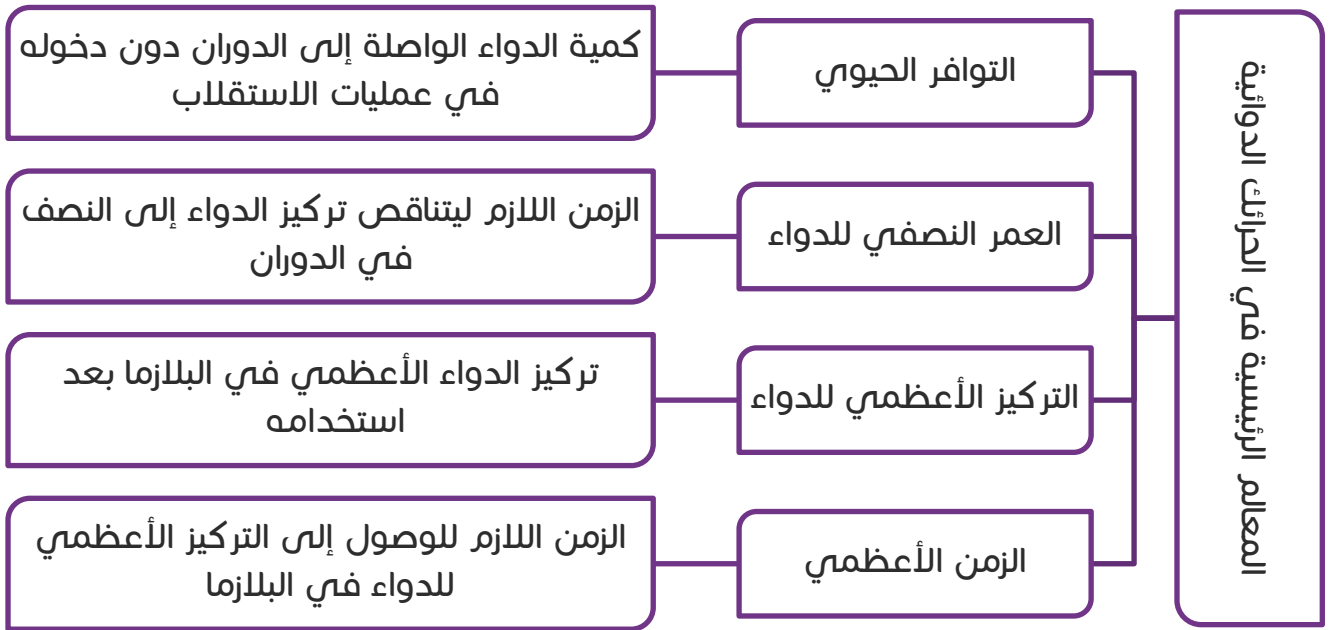 المعالم الرئيسية في الحرائك الدوائية
التوافر الحيوي
كمية الدواء الواصلة إلى الدوران دون دخوله
في عمليات الاستقلاب
العمر النصفي للدواء
الزمن اللازم ليتناقص تركيز الدواء إلى النصف
في الدوران
التركيز الأعظمي للدواء
تركيز الدواء الأعظمي في البلازما بعد
استخدامه
الزمن الأعظمي
الزمن اللازم للوصول إلى التركيز الأعظمي
للدواء في البلازما